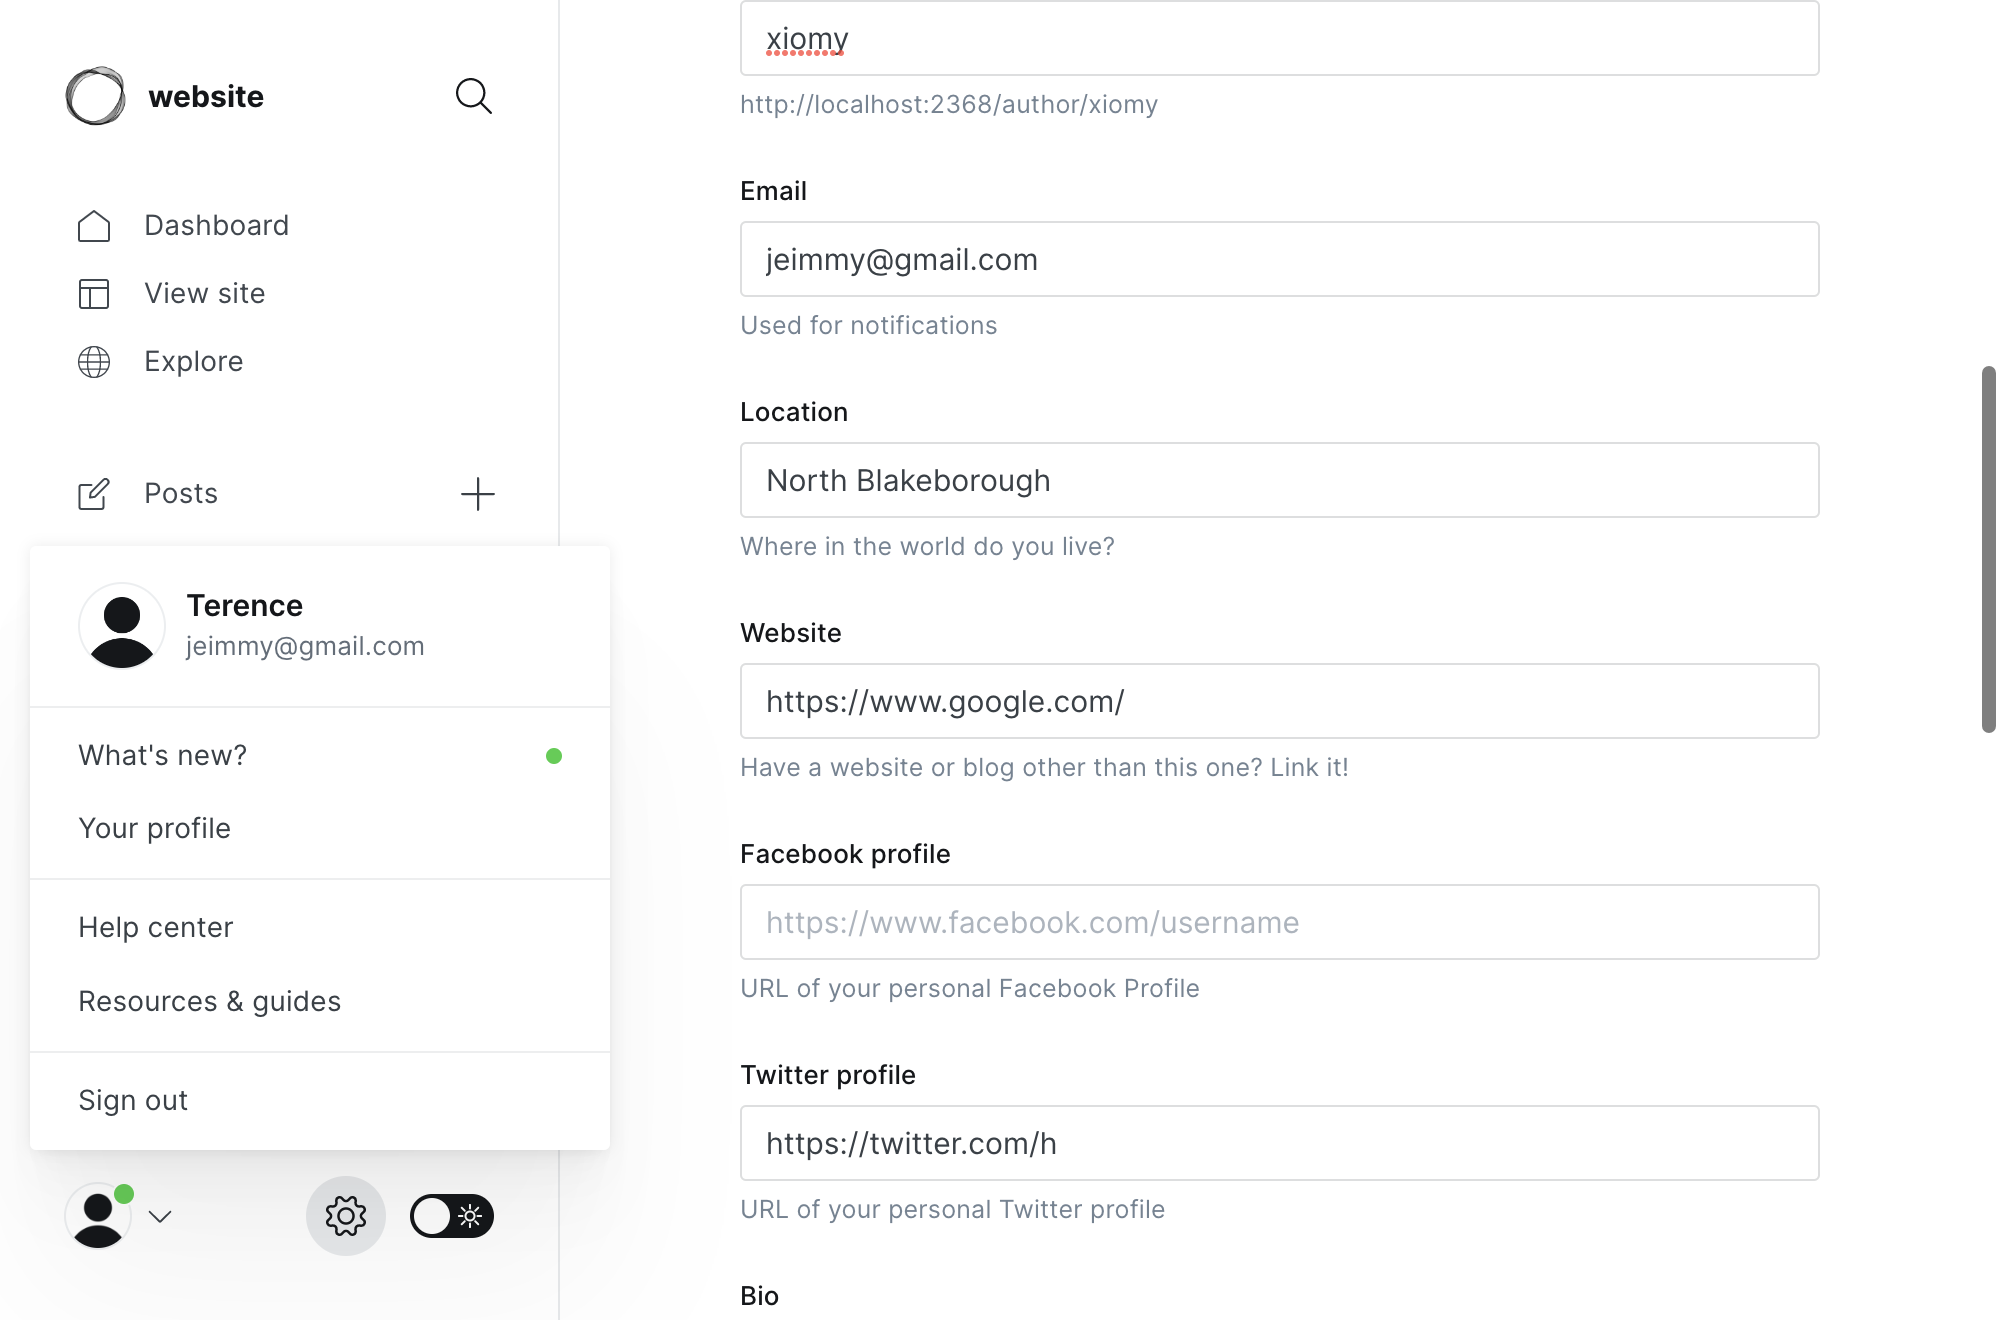 website
Dashboard
View site
Explore
Posts
Terence
jeimmy@gmail.com
What's new?
Your profile
Help center
Resources & guides
Sign out
xiomy
http://localhost:2368/author/xiomy
Email
jeimmy@gmail.com
Used for notifications
Location
North Blakeborough
Where in the world do you live?
Website
https://www.google.com/
Have a website or blog other than this one? Link it!
Facebook profile
https://www.facebook.com/username
URL of your personal Facebook Profile
Twitter profile
https://twitter.com/h
URL of your personal Twitter profile
Bio